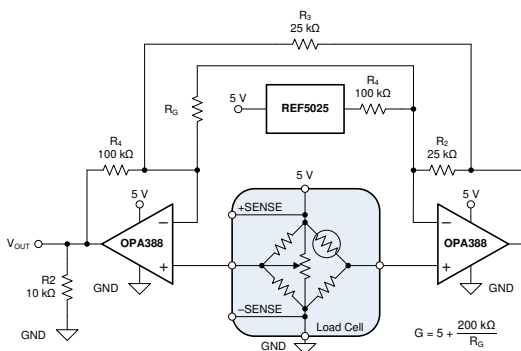 R3
25 kΩ
RG
5 V
REF5025
R4
100 kΩ
R4
100 kΩ
R2
25 kΩ
5 V
5 V
5 V
+SENSE
–
OPA388
+
–
OPA388
+
VOUT
R2
10 kΩ
GND
GND
–SENSE
Load Cell
GND
GND
G = 5 + 200 kΩ / RG